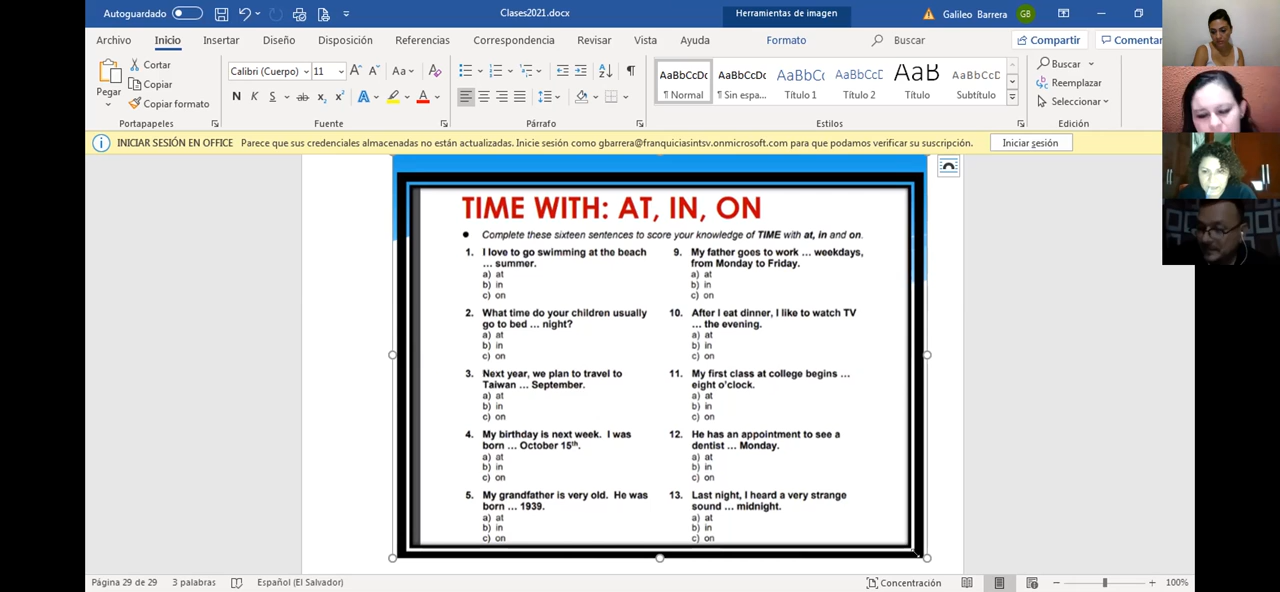 Autoguardado
Clases2021.docx
Herramientas de imagen
Galileo Barrera
GB
Archivo Inicio Insertar Diseño Disposición Referencias Correspondencia Revisar Vista Ayuda Formato Buscar Compartir Comentar
Pegar
Cortar
Copiar
Copiar formato
Portapapeles
Calibri (Cuerpo) 11
Fuente
Párrafo
AaBbCcDc AaBbCcDc AaBbCc AaBbCcD AaB AaBbCcD
¶ Normal ¶ Sin espa... Título 1 Título 2 Título Subtítulo
Estilos
Buscar
Reemplazar
Seleccionar
Edición
INICIAR SESIÓN EN OFFICE Parece que sus credenciales almacenadas no están actualizadas. Inicie sesión como gbarrera@franquiciasintsv.onmicrosoft.com para que podamos verificar su suscripción. Iniciar sesión
TIME WITH: AT, IN, ON
Complete these sixteen sentences to score your knowledge of TIME with at, in and on.
1. I love to go swimming at the beach
... summer.
a) at
b) in
c) on
2. What time do your children usually
go to bed ... night?
a) at
b) in
c) on
3. Next year, we plan to travel to
Taiwan ... September.
a) at
b) in
c) on
4. My birthday is next week. I was
born ... October 15th.
a) at
b) in
c) on
5. My grandfather is very old. He was
born ... 1939.
a) at
b) in
c) on
9. My father goes to work ... weekdays,
from Monday to Friday.
a) at
b) in
c) on
10. After I eat dinner, I like to watch TV
... the evening.
a) at
b) in
c) on
11. My first class at college begins ...
eight o'clock.
a) at
b) in
c) on
12. He has an appointment to see a
dentist ... Monday.
a) at
b) in
c) on
13. Last night, I heard a very strange
sound ... midnight.
a) at
b) in
c) on
Página 29 de 29 3 palabras Español (El Salvador) Concentración 100%